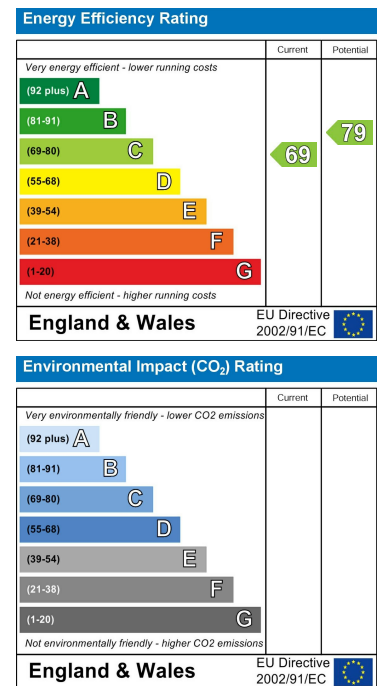 Energy Efficiency Rating
Current Potential
Very energy efficient - lower running costs
(92 plus) A
(81-91) B
(69-80) C
(55-68) D
(39-54) E
(21-38) F
(1-20) G
69
79
Not energy efficient - higher running costs
England & Wales
EU Directive
2002/91/EC
Environmental Impact (CO₂) Rating
Current Potential
Very environmentally friendly - lower CO2 emissions
(92 plus) A
(81-91) B
(69-80) C
(55-68) D
(39-54) E
(21-38) F
(1-20) G
Not environmentally friendly - higher CO2 emissions
England & Wales
EU Directive
2002/91/EC